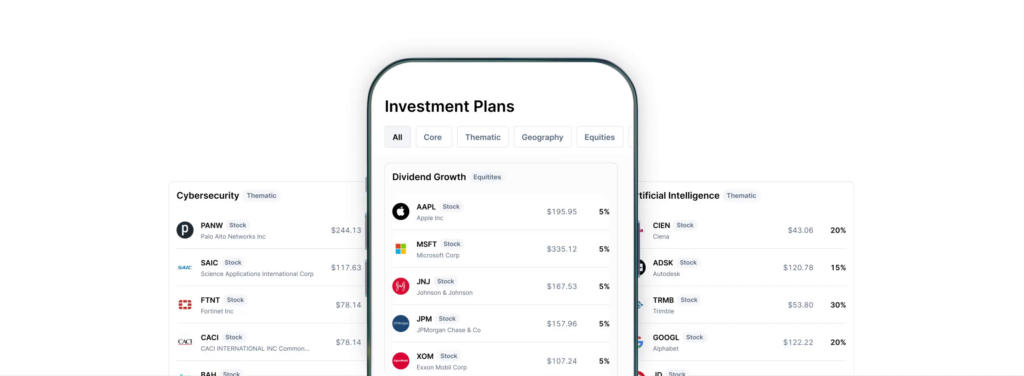 Investment Plans
All Core Thematic Geography Equities
Dividend Growth Equitites
AAPL Stock
Apple Inc
$195.95 5%
MSFT Stock
Microsoft Corp
$335.12 5%
JNJ Stock
Johnson & Johnson
$167.53 5%
JPM Stock
JPMorgan Chase & Co
$157.96 5%
XOM Stock
Exxon Mobil Corp
$107.24 5%
Cybersecurity Thematic
PANW Stock
Palo Alto Networks Inc
$244.13
SAIC
SAIC Stock
Science Applications International Corp
$117.63
FTNT Stock
Fortinet Inc
$78.14
CACI
CACI Stock
CACI INTERNATIONAL INC Common...
$78.14
BAH Stock
tificial Intelligence Thematic
CIEN Stock
Ciena
$43.06 20%
ADSK Stock
Autodesk
$120.78 15%
TRMB Stock
Trimble
$53.80 30%
GOOGL Stock
Alphabet
$122.22 20%
Stock